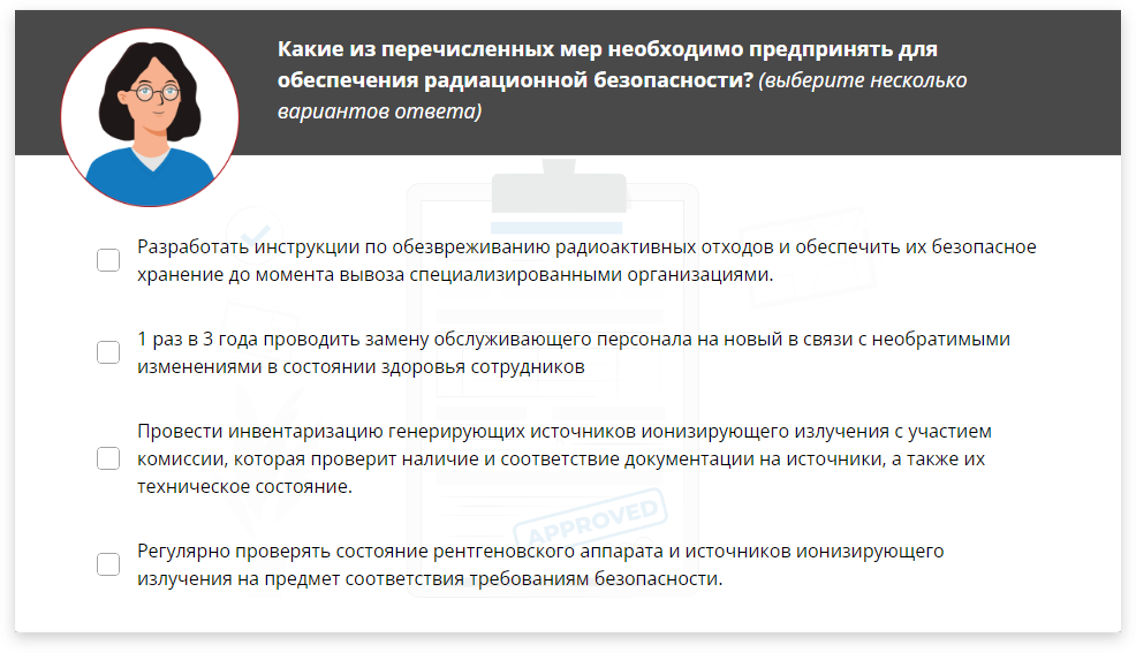 Какие из перечисленных мер необходимо предпринять для
обеспечения радиационной безопасности? (выберите несколько
вариантов ответа)
Разработать инструкции по обезвреживанию радиоактивных отходов и обеспечить их безопасное
хранение до момента вывоза специализированными организациями.
1 раз в 3 года проводить замену обслуживающего персонала на новый в связи с необратимыми
изменениями в состоянии здоровья сотрудников
Провести инвентаризацию генерирующих источников ионизирующего излучения с участием
комиссии, которая проверит наличие и соответствие документации на источники, а также их
техническое состояние.
APPROVED
Регулярно проверять состояние рентгеновского аппарата и источников ионизирующего
излучения на предмет соответствия требованиям безопасности.